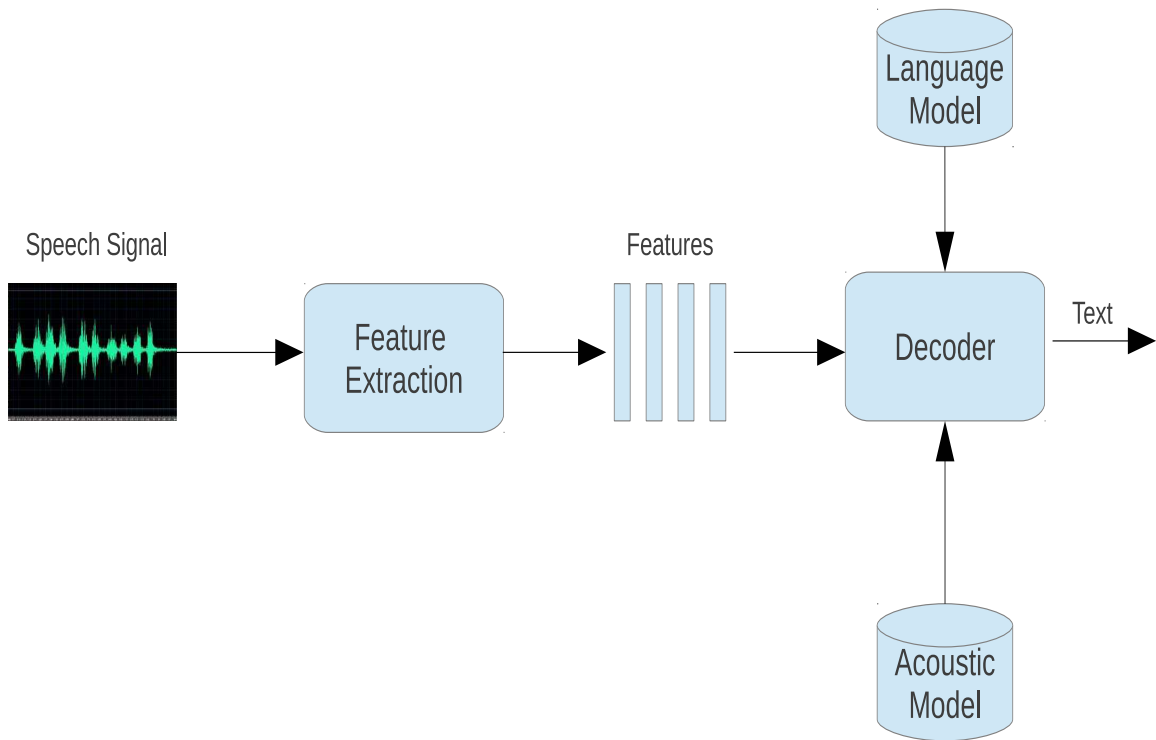 Language
Model
Speech Signal
Features
Feature
Extraction
Decoder
Text
Acoustic
Model